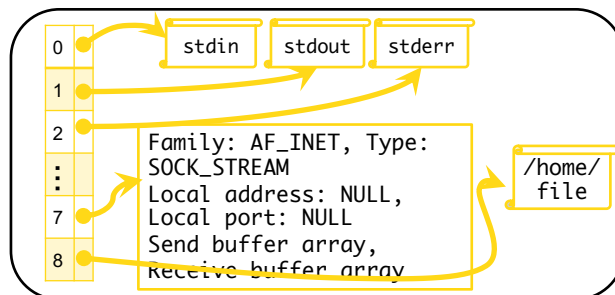 0
stdin
stdout
stderr
1
2
Family: AF_INET, Type:
SOCK_STREAM
Local address: NULL,
Local port: NULL
Send buffer array,
Receive buffer array
⋮
7
8
/home/
file